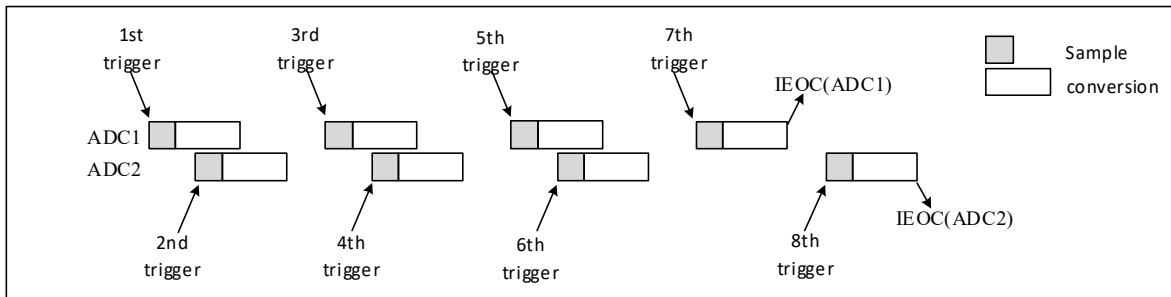 1st
trigger
3rd
trigger
5th
trigger
7th
trigger
Sample
conversion
IEOC(ADC1)
ADC1
ADC2
IEOC(ADC2)
2nd
trigger
4th
trigger
6th
trigger
8th
trigger